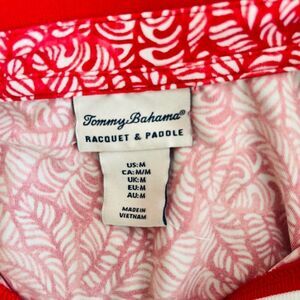 Tommy Bahama®
RACQUET & PADDLE
US:M
CA:M/M
UK:M
EU:M
AU:M
MADE IN
VIETNAM